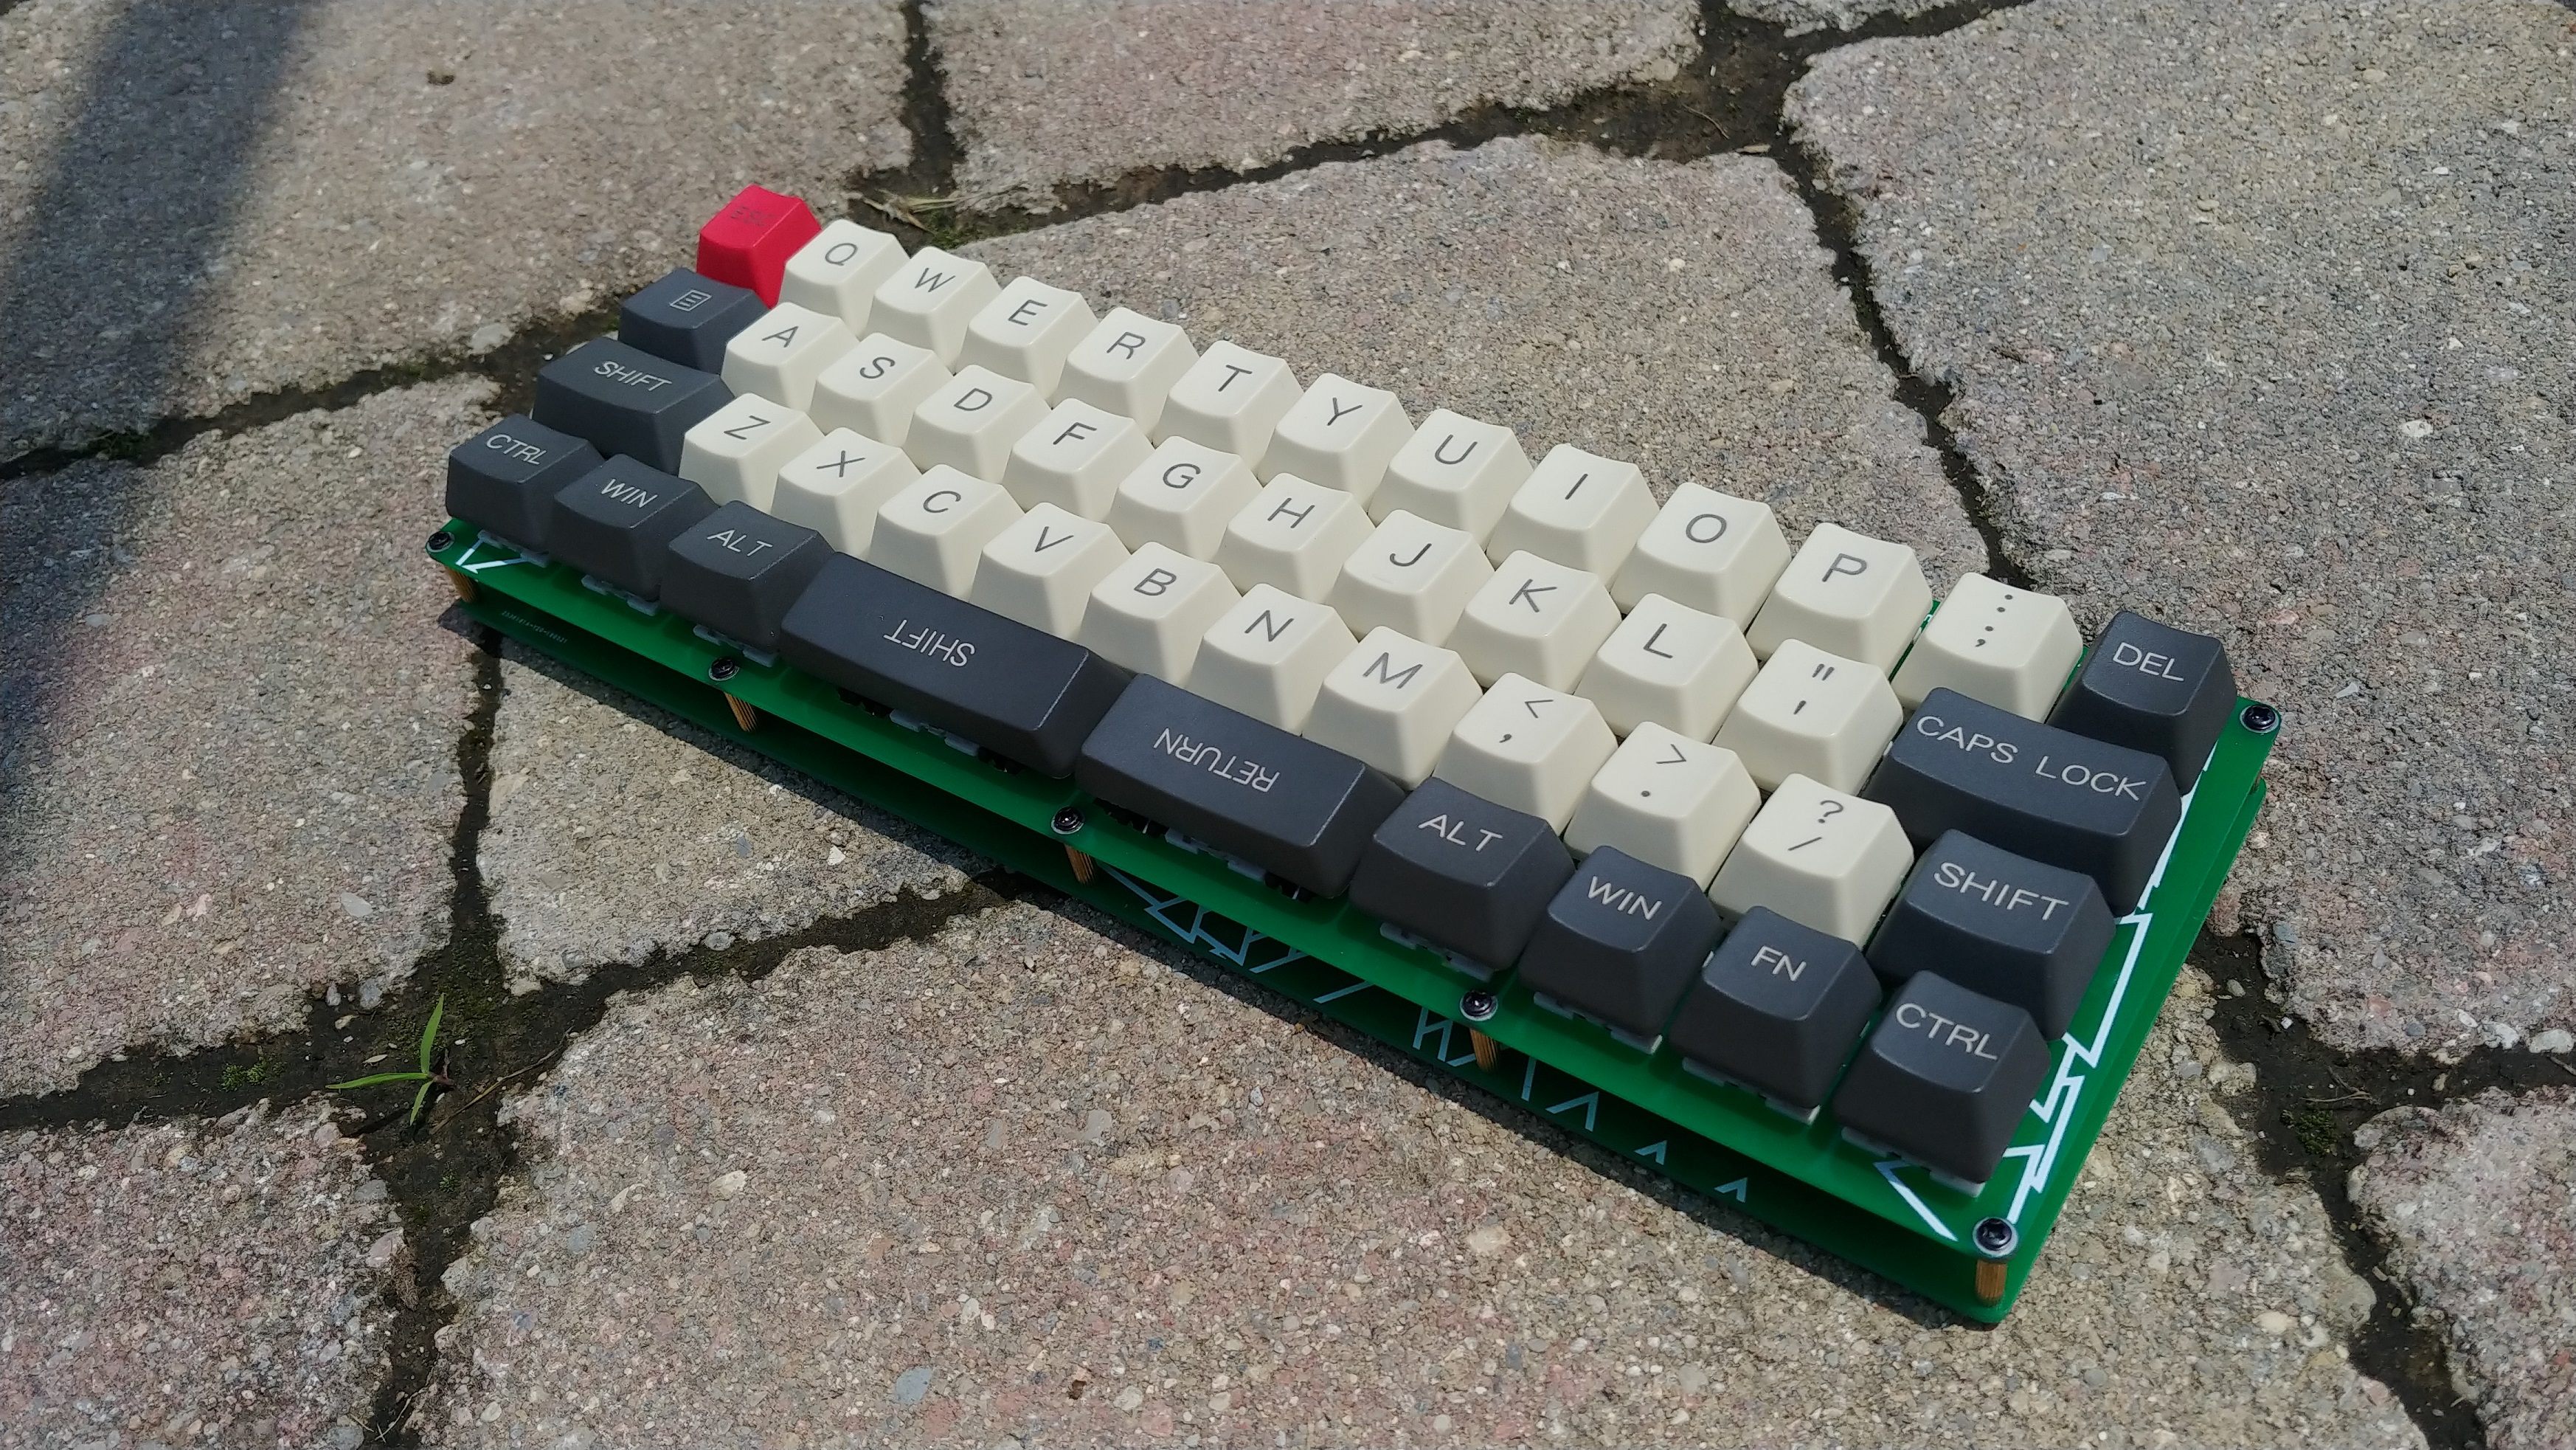 ESC Q W E R T Y U I O P : ; DEL
A S D F G H J K L " ' CAPS LOCK
SHIFT Z X C V B N M < , > . ? / SHIFT
CTRL WIN ALT SHIFT RETURN ALT WIN FN CTRL